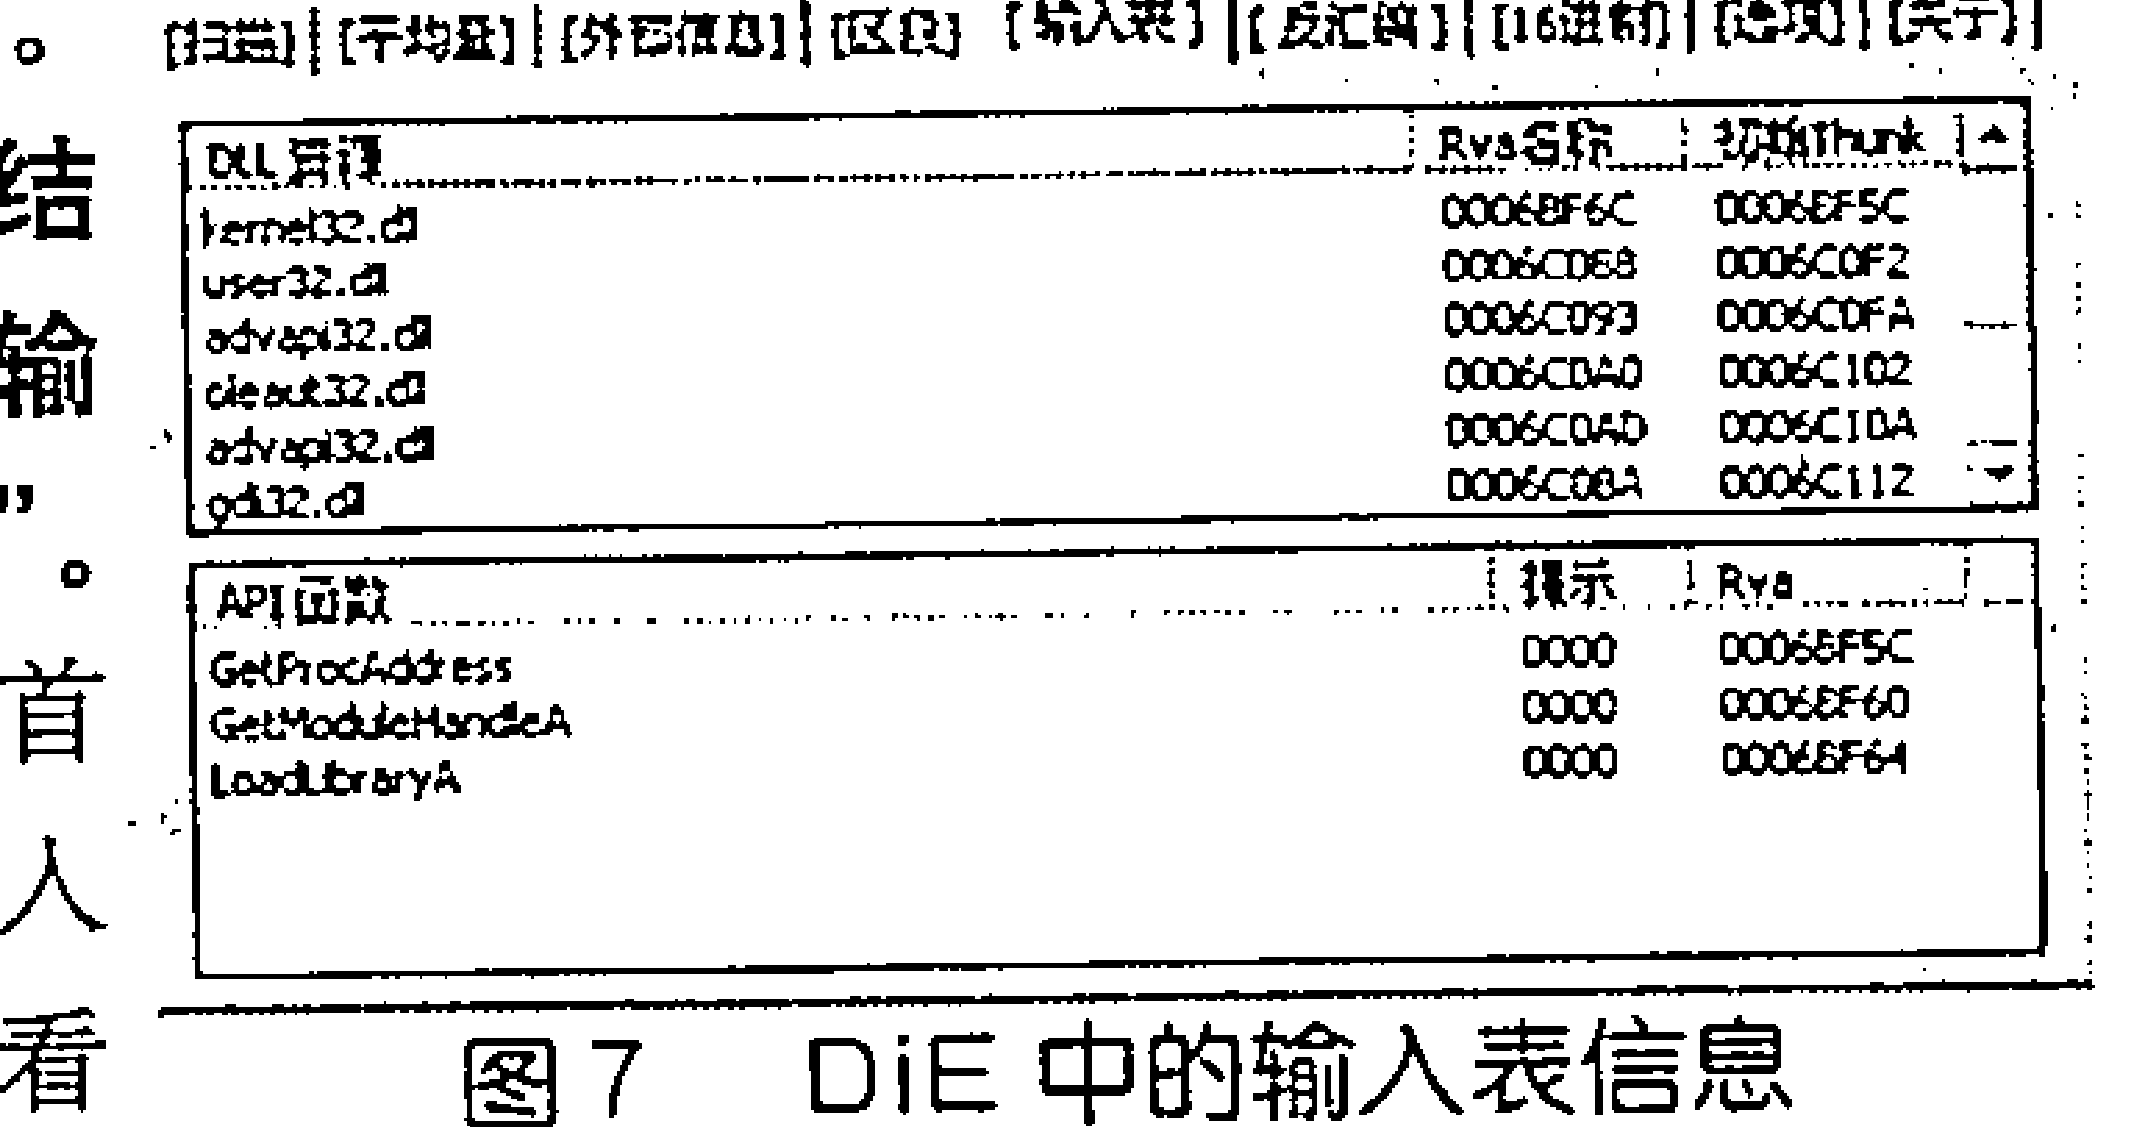 。
结
输
”
。
首
人
看
[扫描] [平均量] [外部信息] [区段] [输入表] [反汇编] [16进制] [选项] [关于]
DLL Rva名称 初始Thunk
kernel32.dll 0006BF6C 0006BF5C
user32.dll 0006C088 0006C0F2
advapi32.dll 0006C093 0006C0FA
oleaut32.dll 0006C0A0 0006C102
advapi32.dll 0006C0AD 0006C10A
gdi32.dll 0006C0BA 0006C112
API函数 提示 Rva
GetProcAddress 0000 0006BF5C
GetModuleHandleA 0000 0006BF60
LoadLibraryA 0000 0006BF64
图7 DiE 中的输入表信息